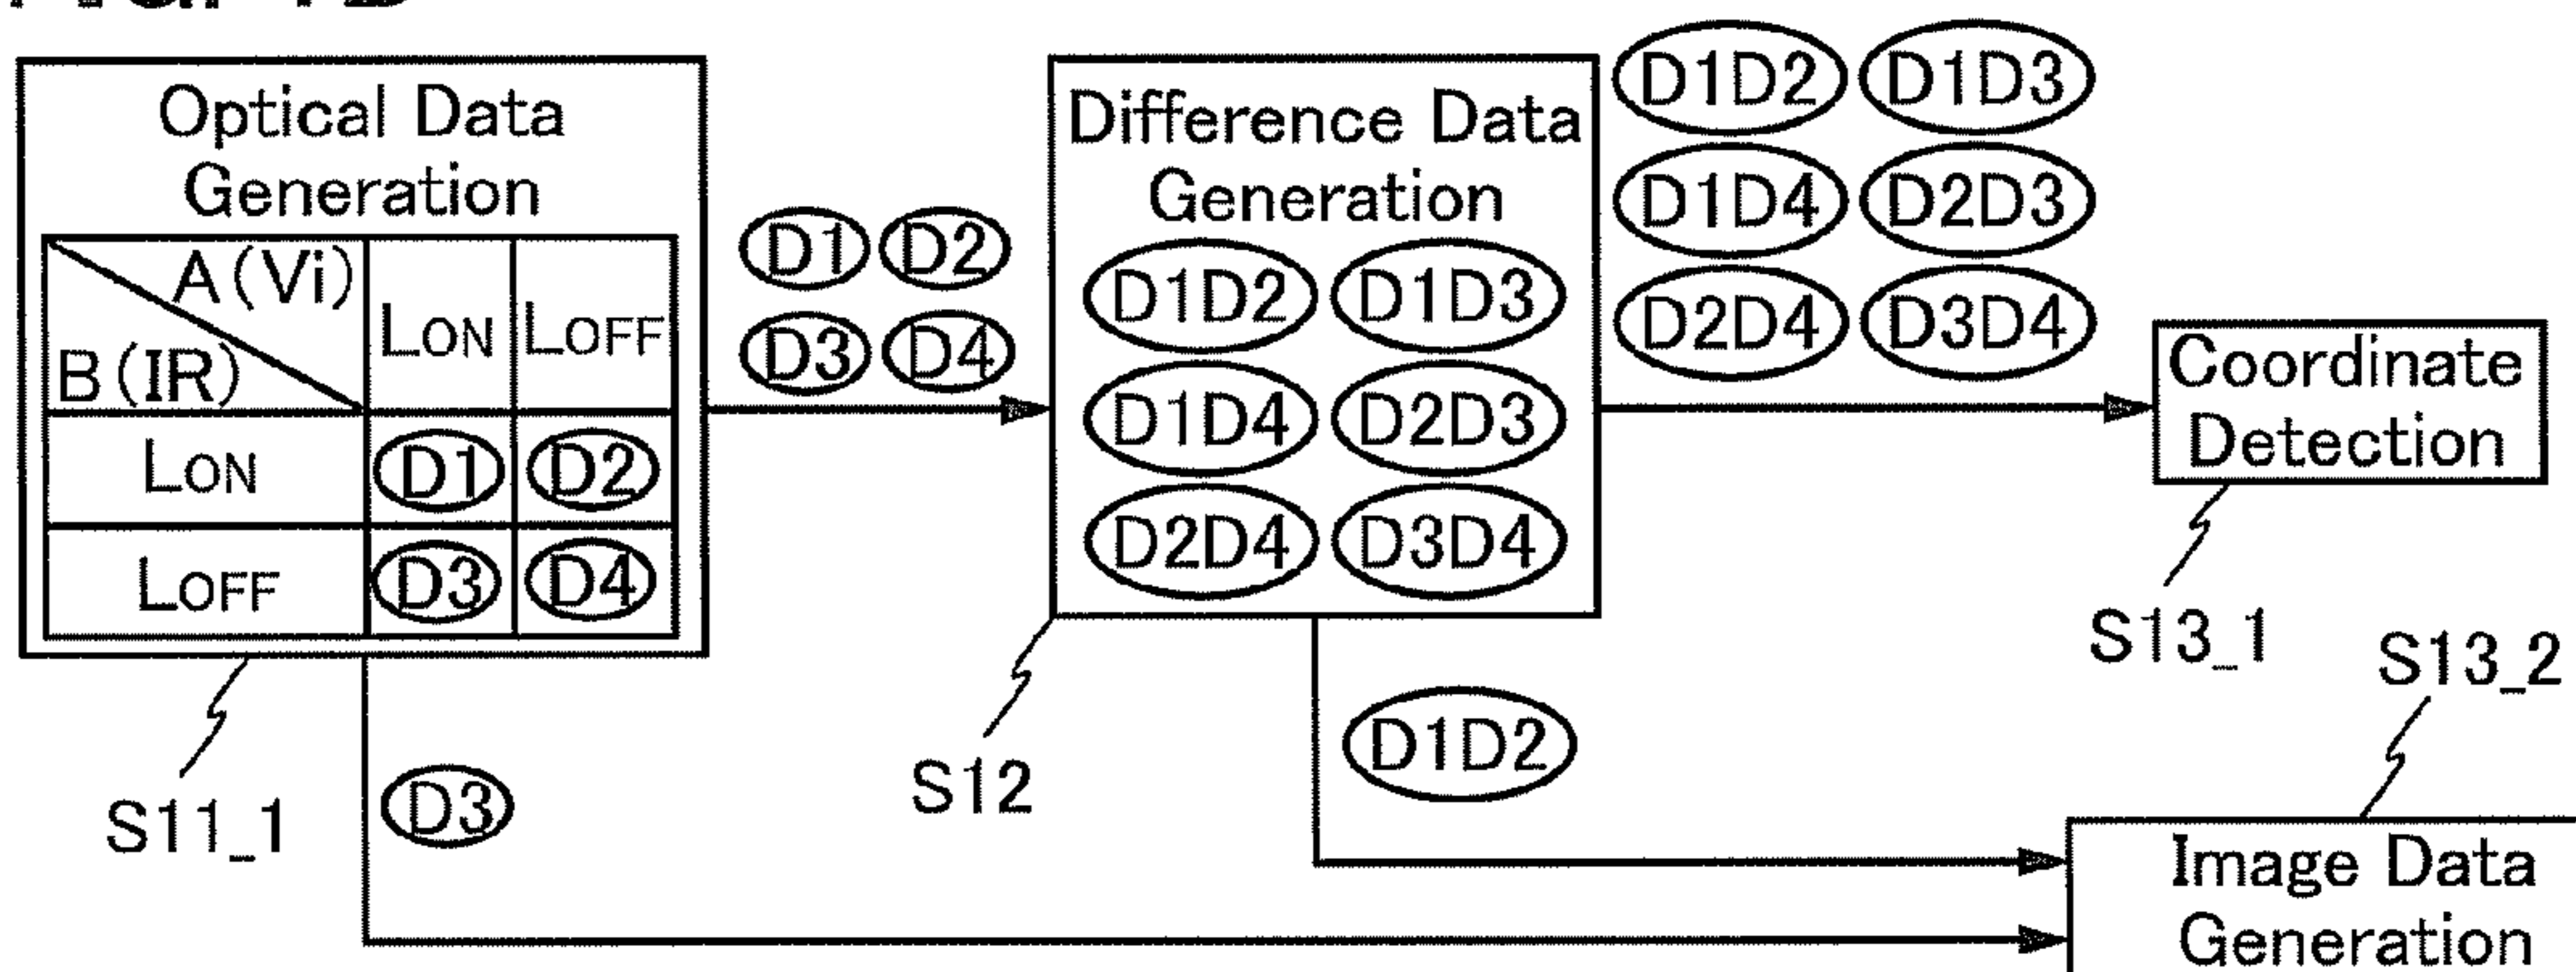 Optical Data
Generation
A(Vi)
B(IR)
LON LOFF
LON D1 D2
LOFF D3 D4
S11_1
D1 D2
D3 D4
D3
Difference Data
Generation
D1D2 D1D3
D1D4 D2D3
D2D4 D3D4
S12
D1D2 D1D3
D1D4 D2D3
D2D4 D3D4
D1D2
Coordinate
Detection
S13_1
S13_2
Image Data
Generation